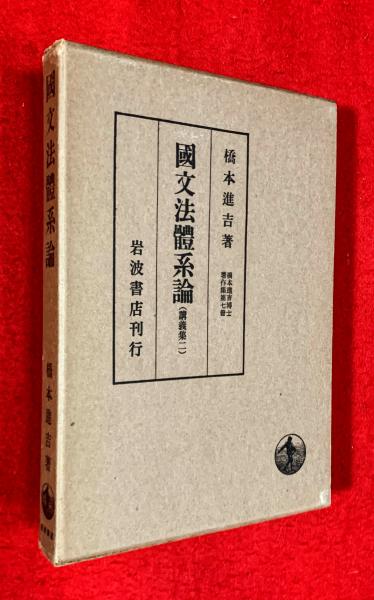 橋本進吉著
橋本進吉博士
著作集第七冊
國文法體系論(講義集二)
岩波書店刊行
國文法體系論
橋本進吉著